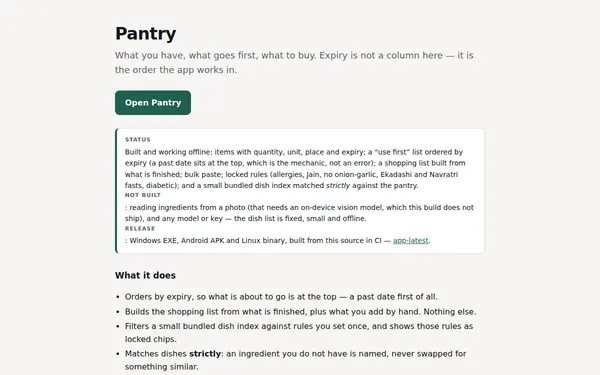 Pantry
What you have, what goes first, what to buy. Expiry is not a column here — it is
the order the app works in.
Open Pantry
STATUS
Built and working offline: items with quantity, unit, place and expiry; a “use first” list ordered by
expiry (a past date sits at the top, which is the mechanic, not an error); a shopping list built from
what is finished; bulk paste; locked rules (allergies, Jain, no onion-garlic, Ekadashi and Navratri
fasts, diabetic); and a small bundled dish index matched strictly against the pantry.
NOT BUILT
: reading ingredients from a photo (that needs an on-device vision model, which this build does not
ship), and any model or key — the dish list is fixed, small and offline.
RELEASE
: Windows EXE, Android APK and Linux binary, built from this source in CI — app-latest.
What it does
• Orders by expiry, so what is about to go is at the top — a past date first of all.
• Builds the shopping list from what is finished, plus what you add by hand. Nothing else.
• Filters a small bundled dish index against rules you set once, and shows those rules as
locked chips.
• Matches dishes strictly: an ingredient you do not have is named, never swapped for
something similar.